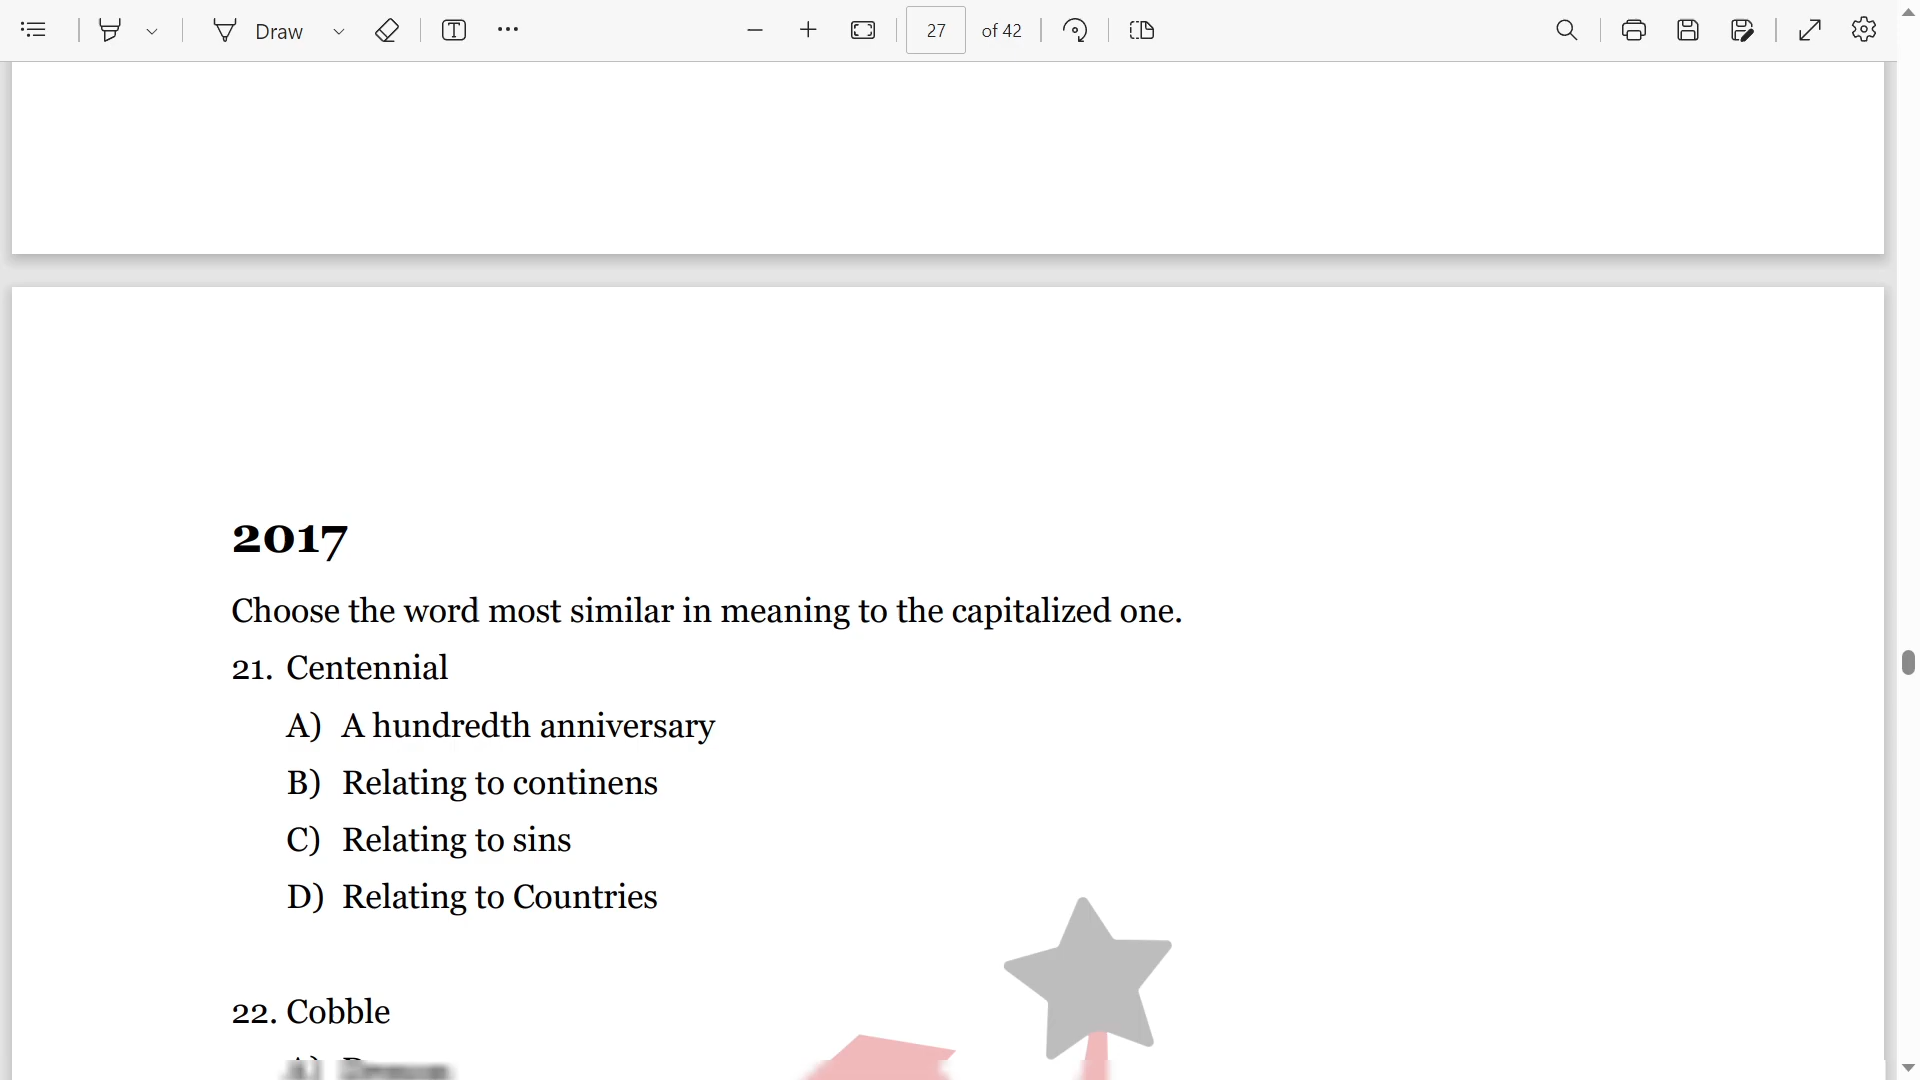 Draw
27 of 42
2017
Choose the word most similar in meaning to the capitalized one.
21. Centennial
A) A hundredth anniversary
B) Relating to continens
C) Relating to sins
D) Relating to Countries
22. Cobble
A)